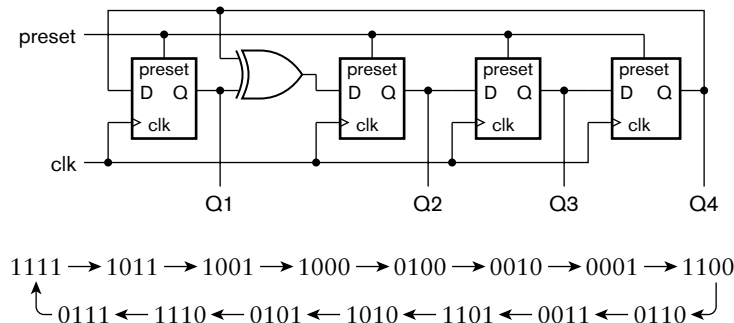 preset
preset preset preset preset
D Q D Q D Q D Q
clk clk clk clk
clk
Q1 Q2 Q3 Q4
1111 → 1011 → 1001 → 1000 → 0100 → 0010 → 0001 → 1100
0111 ← 1110 ← 0101 ← 1010 ← 1101 ← 0011 ← 0110